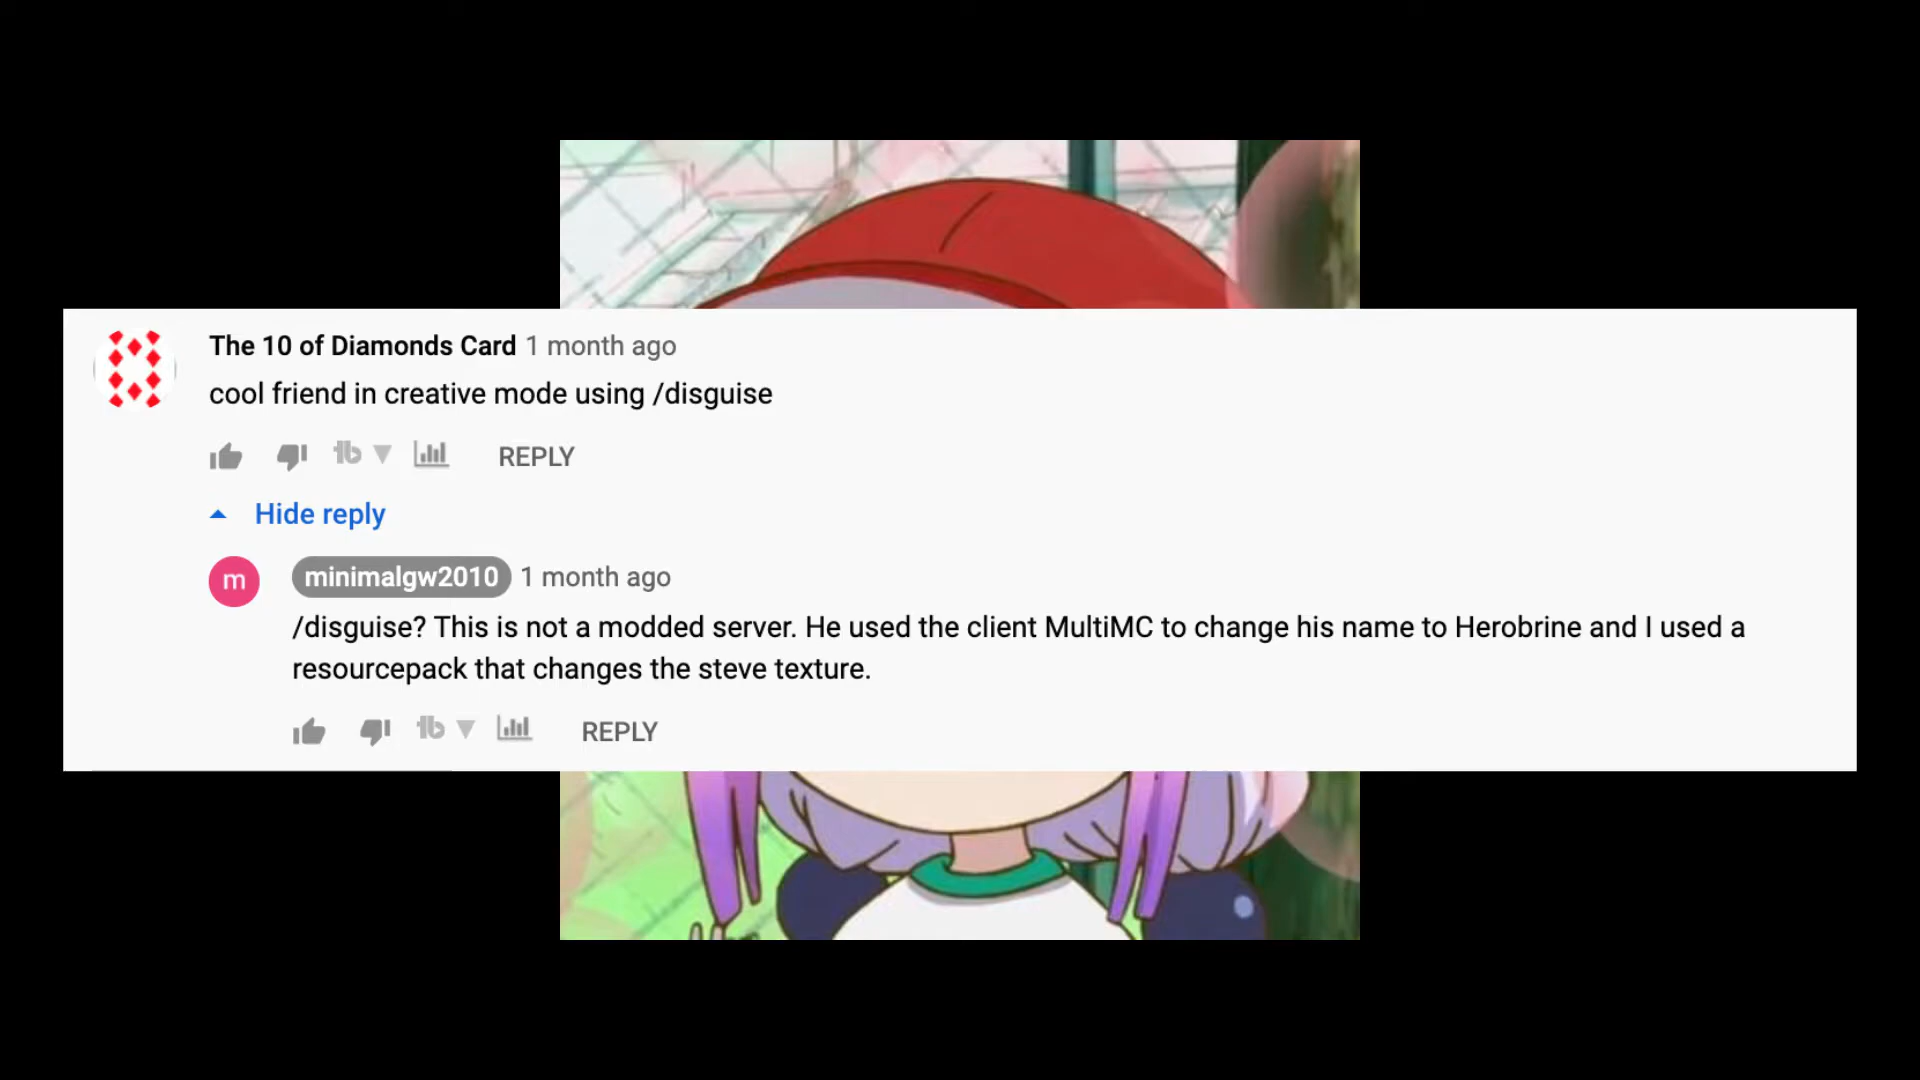 The 10 of Diamonds Card 1 month ago
cool friend in creative mode using /disguise
REPLY
Hide reply
m
minimalgw2010 1 month ago
/disguise? This is not a modded server. He used the client MultiMC to change his name to Herobrine and I used a
resourcepack that changes the steve texture.
REPLY